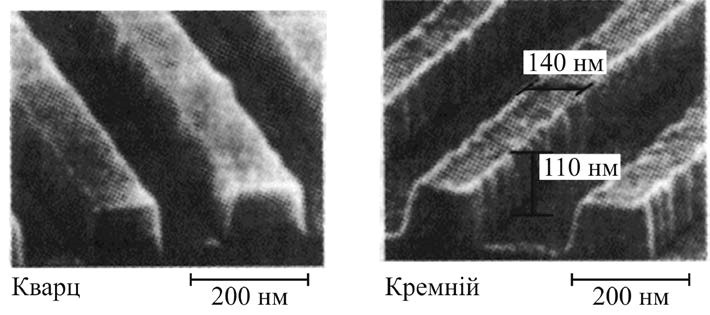 140 нм
110 нм
Кварц
200 нм
Кремній
200 нм